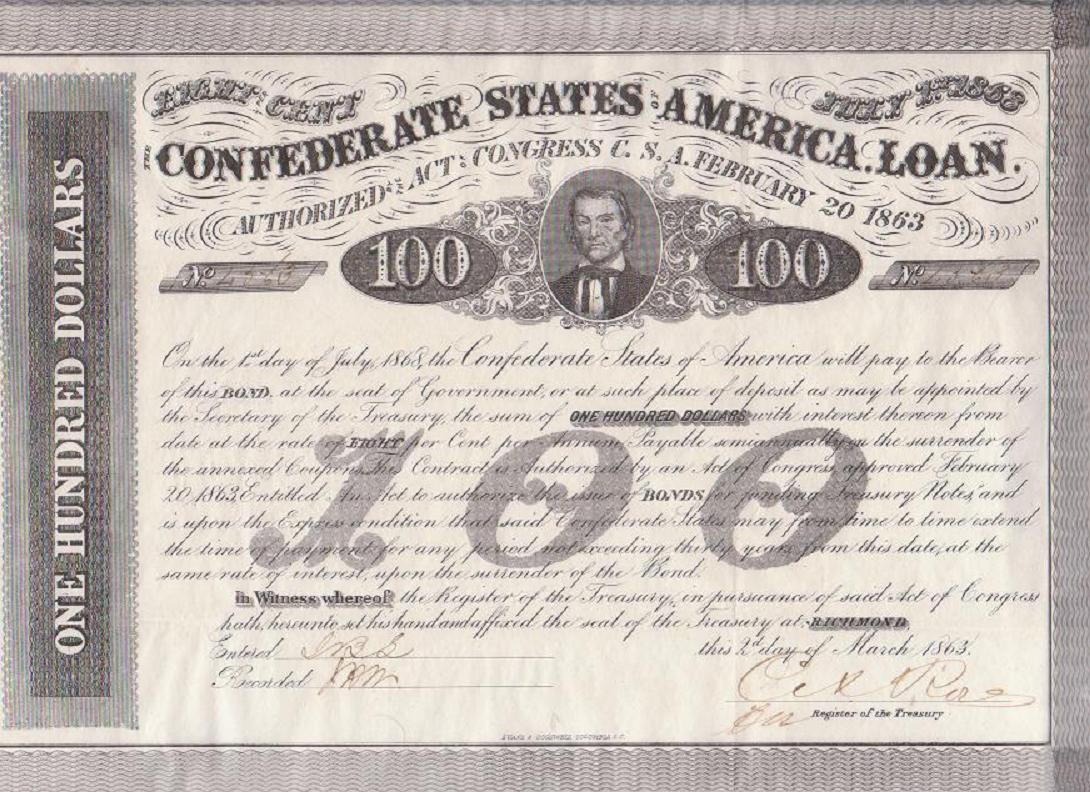 EIGHT PER CENT
JULY 1ST 1868
THE CONFEDERATE STATES OF AMERICA LOAN.
AUTHORIZED BY ACT OF CONGRESS C. S. A. FEBRUARY 20 1863
No.
100
100
No.
ONE HUNDRED DOLLARS
On the 1st day of July, 1868, the Confederate States of America will pay to the Bearer
of this BOND, at the seat of Government, or at such place of deposit as may be appointed by
the Secretary of the Treasury, the sum of ONE HUNDRED DOLLARS with interest thereon from
date at the rate of EIGHT per Cent per Annum Payable semiannually on the surrender of
the annexed Coupons. This Contract is Authorized by an Act of Congress, approved February
20, 1863, Entitled "An Act to authorize the issue of BONDS for funding Treasury Notes," and
is upon the Express condition that said Confederate States may from time to time extend
the time of payment for any period not exceeding thirty years from this date, at the
same rate of interest, upon the surrender of the Bond.
100
In Witness whereof, the Register of the Treasury, in pursuance of said Act of Congress
hath, hereunto, set his hand and affixed the seal of the Treasury at, RICHMOND
this 2d day of March 1863.
Entered
Recorded
Register of the Treasury
EVANS & COGSWELL COLUMBIA S.C.